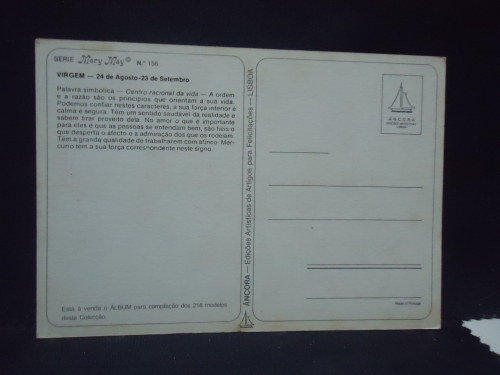 SERIE Mary May® N.° 156
VIRGEM — 24 de Agosto-23 de Setembro
Palavra simbólica — Centro racional da vida — A ordem
e a razão são os princípios que orientam a sua vida.
Podemos confiar nestes caracteres, a sua força interior é
calma e segura. Têm um sentido saudável da realidade e
sabem tirar proveito dela. No amor o que é importante
para eles é que as pessoas se entendam bem, são fiéis o
que desperta o afecto e a admiração dos que os rodeiam.
Têm a grande qualidade de trabalharem com afinco. Mer-
cúrio tem a sua força correspondente neste signo.
Está à venda o ÁLBUM para compleição dos 216 modelos
desta Colecção.
ÂNCORA — Edições Artísticas de Artigos para Felicitações — LISBOA
ÂNCORA
EDIÇÕES ARTÍSTICAS
LISBOA
Made in Portugal